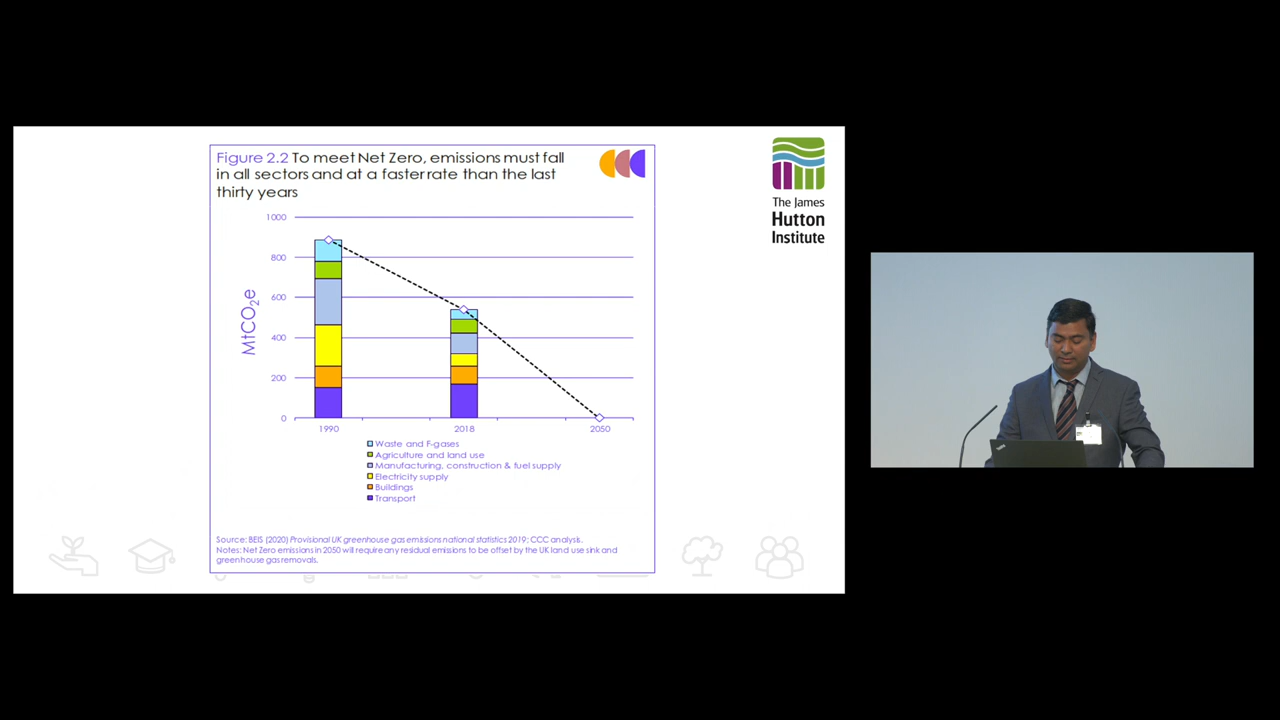 Figure 2.2 To meet Net Zero, emissions must fall
in all sectors and at a faster rate than the last
thirty years
The James
Hutton
Institute
MtCO₂e
1000
800
600
400
200
0
1990
2018
2050
Waste and F-gases
Agriculture and land use
Manufacturing, construction & fuel supply
Electricity supply
Buildings
Transport
Source: BEIS (2020) Provisional UK greenhouse gas emissions national statistics 2019; CCC analysis.
Notes: Net Zero emissions in 2050 will require any residual emissions to be offset by the UK land use sink and
greenhouse gas removals.